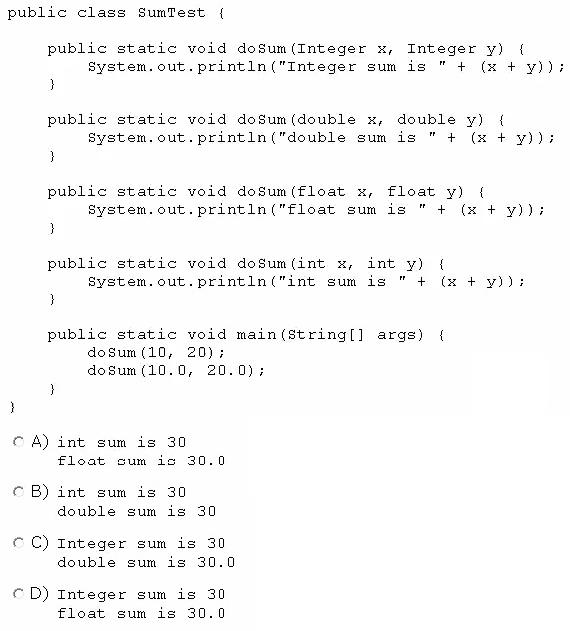 public class SumTest {
public static void doSum(Integer x, Integer y) {
System.out.println("Integer sum is " + (x + y));
}
public static void doSum(double x, double y) {
System.out.println("double sum is " + (x + y));
}
public static void doSum(float x, float y) {
System.out.println("float sum is " + (x + y));
}
public static void doSum(int x, int y) {
System.out.println("int sum is " + (x + y));
}
public static void main(String[] args) {
doSum(10, 20);
doSum(10.0, 20.0);
}
}
A) int sum is 30
float sum is 30.0
B) int sum is 30
double sum is 30
C) Integer sum is 30
double sum is 30.0
D) Integer sum is 30
float sum is 30.0